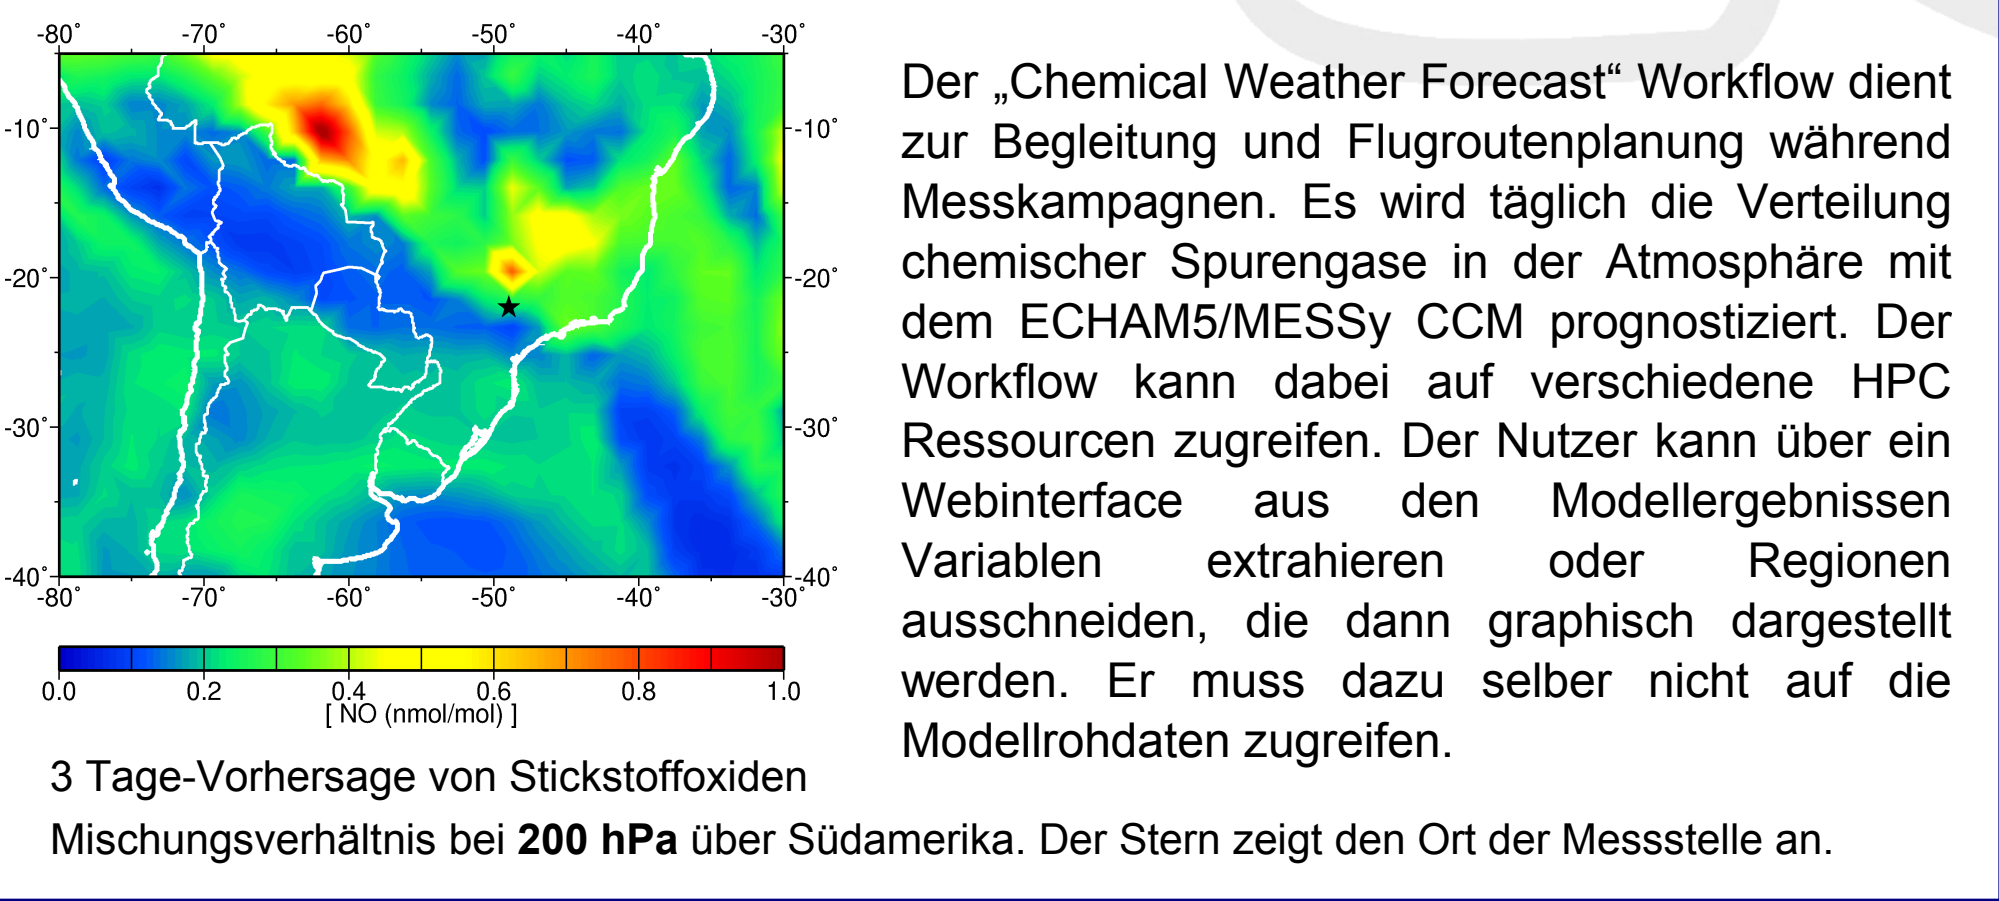 -80° -70° -60° -50° -40° -30°
-10° -10°
-20° -20°
-30° -30°
-40° -40°
-80° -70° -60° -50° -40° -30°
0.0 0.2 0.4 0.6 0.8 1.0
[ NO (nmol/mol) ]
Der „Chemical Weather Forecast“ Workflow dient
zur Begleitung und Flugroutenplanung während
Messkampagnen. Es wird täglich die Verteilung
chemischer Spurengase in der Atmosphäre mit
dem ECHAM5/MESSy CCM prognostiziert. Der
Workflow kann dabei auf verschiedene HPC
Ressourcen zugreifen. Der Nutzer kann über ein
Webinterface aus den Modellergebnissen
Variablen extrahieren oder Regionen
ausschneiden, die dann graphisch dargestellt
werden. Er muss dazu selber nicht auf die
Modellrohdaten zugreifen.
3 Tage-Vorhersage von Stickstoffoxiden
Mischungsverhältnis bei 200 hPa über Südamerika. Der Stern zeigt den Ort der Messstelle an.